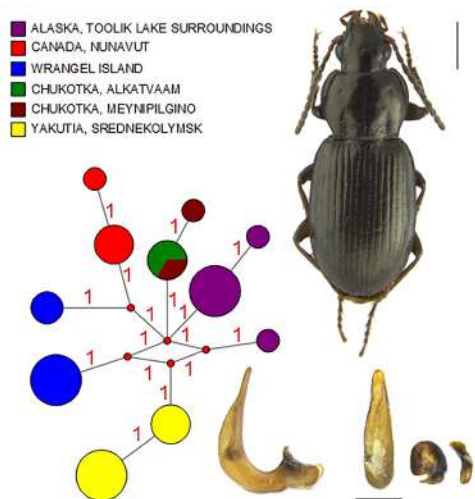 ALASKA, TOOLIK LAKE SURROUNDINGS
CANADA, NUNAVUT
WRANGEL ISLAND
CHUKOTKA, ALKATVAAM
CHUKOTKA, MEYNIPILGINO
YAKUTIA, SREDNEKOLYMSK
1
1
1
1
1 1
1 1
1 1 1
1 1 1
1
1